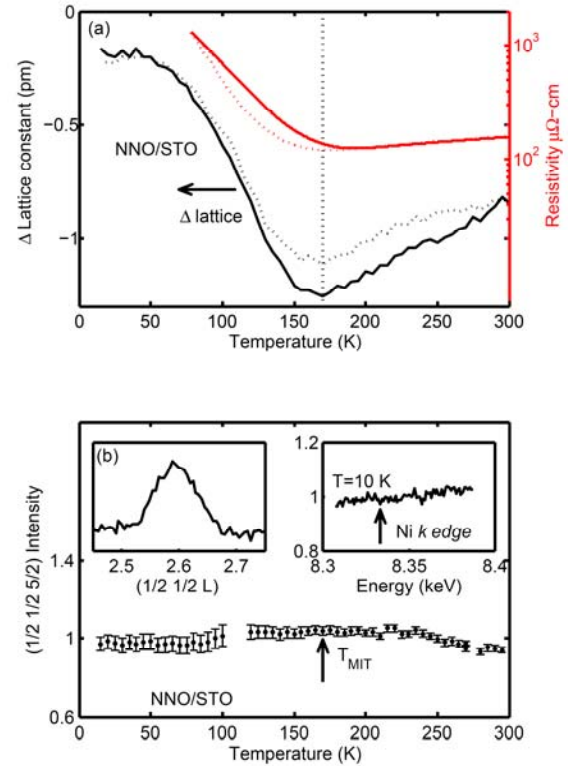 (a)
0
-0.5
-1
Δ Lattice constant (pm)
NNO/STO
Δ lattice
10³
10²
Resistivity μΩ-cm
0 50 100 150 200 250 300
Temperature (K)
(b)
2.5 2.6 2.7
(1/2 1/2 L)
1.2
1
0.8
T=10 K
Ni k edge
8.3 8.35 8.4
Energy (keV)
1.4
1
0.6
(1/2 1/2 5/2) Intensity
T_MIT
NNO/STO
0 50 100 150 200 250 300
Temperature (K)